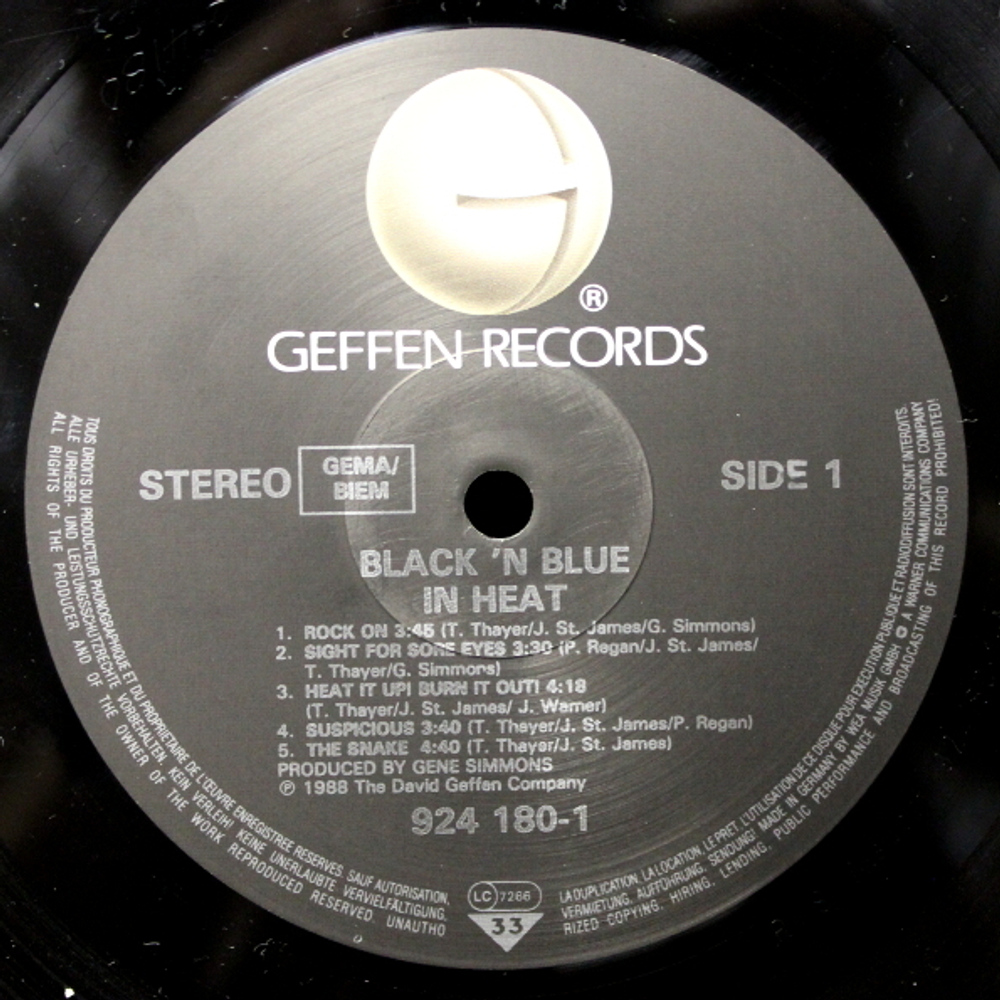 ®
GEFFEN RECORDS
STEREO
GEMA/
BIEM
SIDE 1
BLACK 'N BLUE
IN HEAT
1. ROCK ON 3:45 (T. Thayer/J. St. James/G. Simmons)
2. SIGHT FOR SORE EYES 3:30 (P. Regan/J. St. James/
T. Thayer/G. Simmons)
3. HEAT IT UP! BURN IT OUT! 4:18
(T. Thayer/J. St. James/ J. Warner)
4. SUSPICIOUS 3:40 (T. Thayer/J. St. James/P. Regan)
5. THE SNAKE 4:40 (T. Thayer/J. St. James)
PRODUCED BY GENE SIMMONS
℗ 1988 The David Geffen Company
924 180-1
LC 7266
33
TOUS DROITS DU PRODUCTEUR PHONOGRAPHIQUE ET DU PROPRIETAIRE DE L'ŒUVRE ENREGISTREE RESERVES. SAUF AUTORISATION, LA DUPLICATION, LA LOCATION, LE PRET, L'UTILISATION DE CE DISQUE POUR EXECUTION PUBLIQUE ET RADIODIFFUSION SONT INTERDITS.
ALLE URHEBER- UND LEISTUNGSSCHUTZRECHTE VORBEHALTEN. KEIN VERLEIH! KEINE UNERLAUBTE VERVIELFÄLTIGUNG, VERMIETUNG, AUFFÜHRUNG, SENDUNG! MADE IN GERMANY BY WEA MUSIK GMBH. A WARNER COMMUNICATIONS COMPANY
ALL RIGHTS OF THE PRODUCER AND OF THE OWNER OF THE WORK REPRODUCED RESERVED. UNAUTHORIZED COPYING, HIRING, LENDING, PUBLIC PERFORMANCE AND BROADCASTING OF THIS RECORD PROHIBITED!